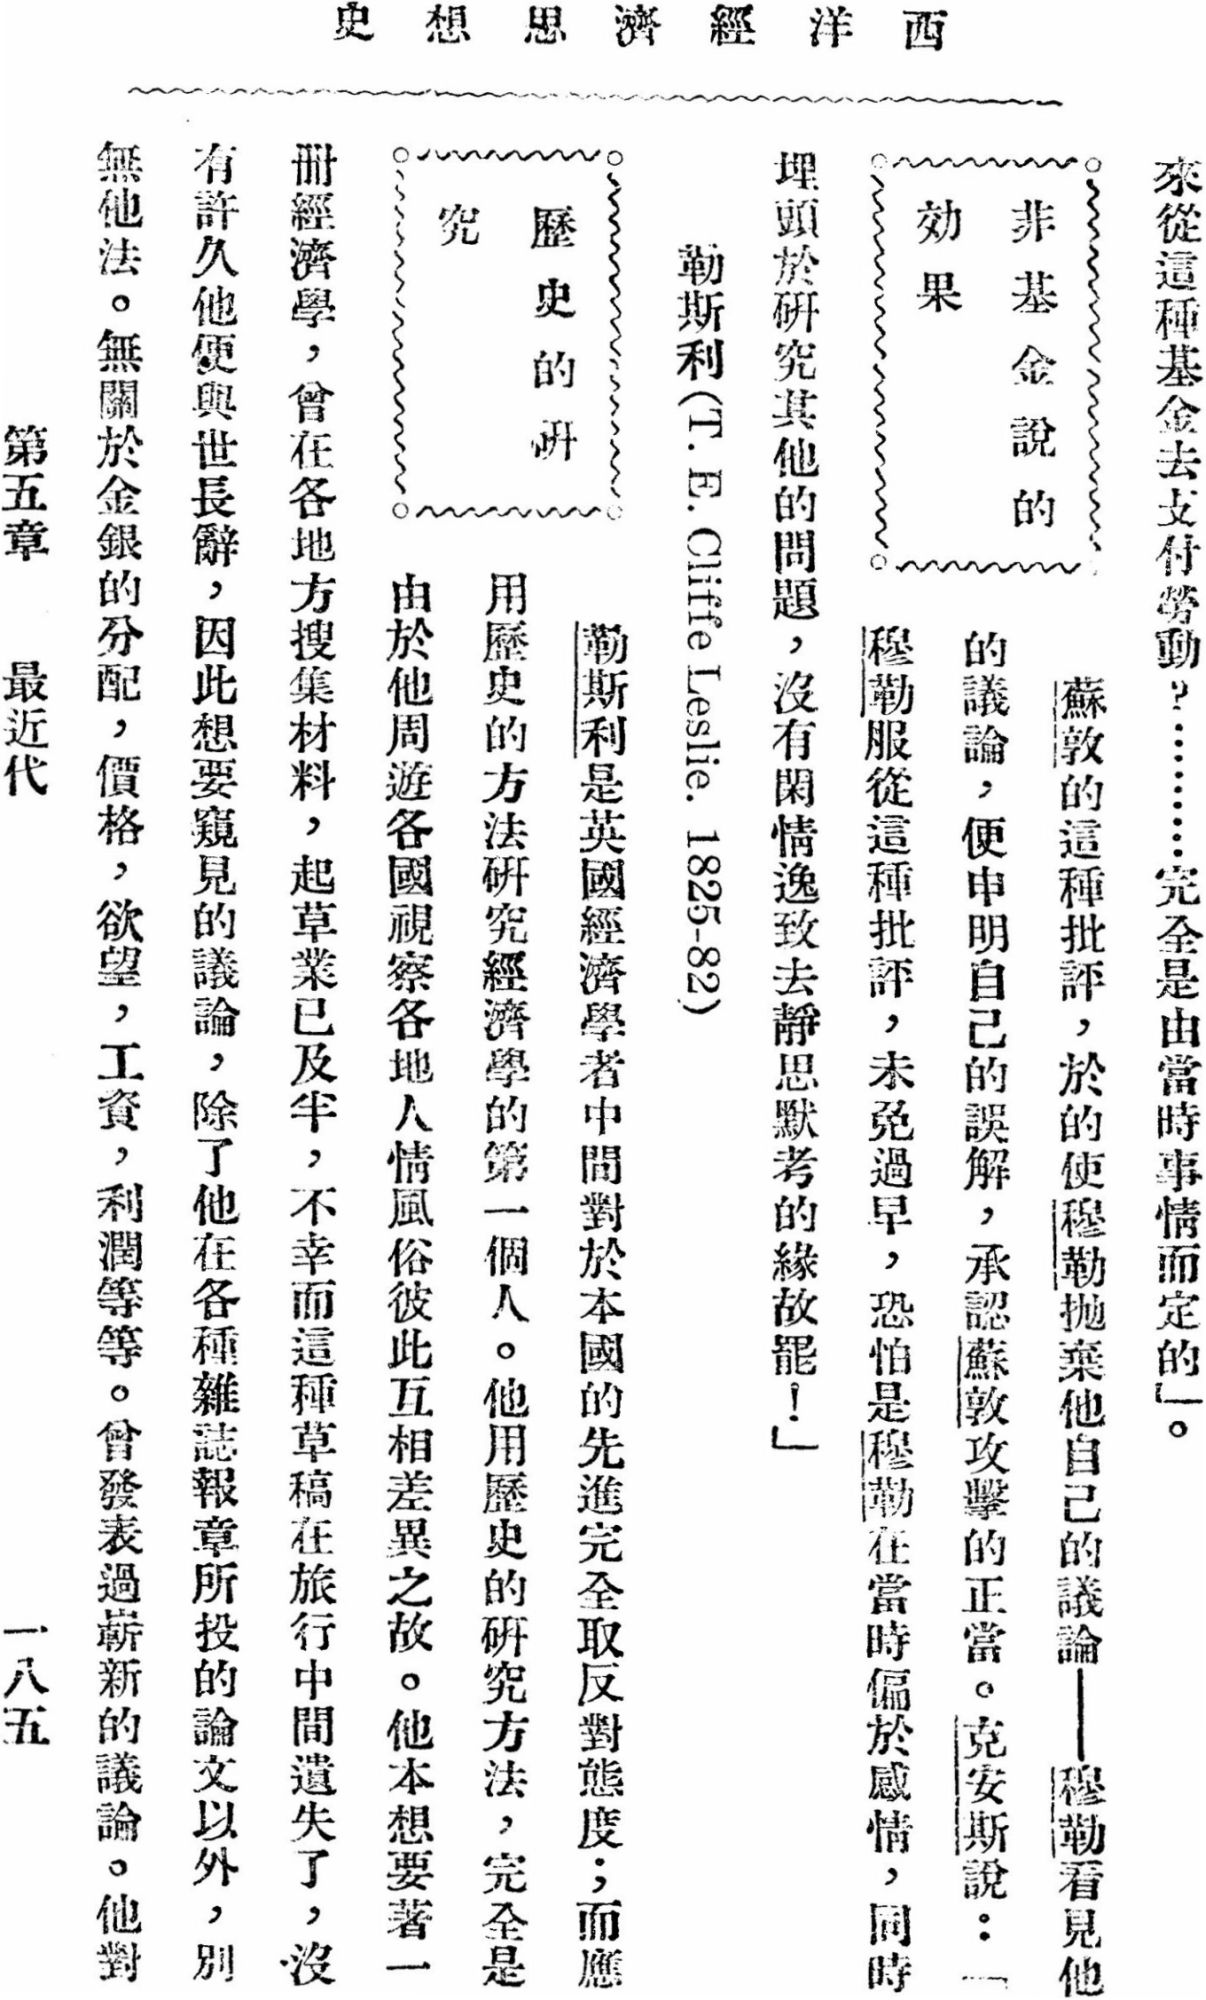 西洋經濟思想史
來從這種基金去支付勞動?………完全是由當時事情而定的」。
非基金說的
効果
蘇敦的這種批評，於的使穆勒拋棄他自己的議論——穆勒看見他
的議論，便申明自己的誤解，承認蘇敦攻擊的正當。克安斯說：「
穆勒服從這種批評，未免過早，恐怕是穆勒在當時偏於感情，同時
埋頭於研究其他的問題，沒有閑情逸致去靜思默考的緣故罷！」
勒斯利(T. E. Cliffe Leslie. 1825-82)
歷史的研
究
勒斯利是英國經濟學者中間對於本國的先進完全取反對態度；而應
用歷史的方法研究經濟學的第一個人。他用歷史的研究方法，完全是
由於他周遊各國視察各地人情風俗彼此互相差異之故。他本想要著一
冊經濟學，曾在各地方搜集材料，起草業已及半，不幸而這種草稿在旅行中間遺失了，沒
有許久他便與世長辭，因此想要窺見的議論，除了他在各種雜誌報章所投的論文以外，別
無他法。無關於金銀的分配，價格，欲望，工資，利潤等等。曾發表過嶄新的議論。他對
第五章 最近代 一八五